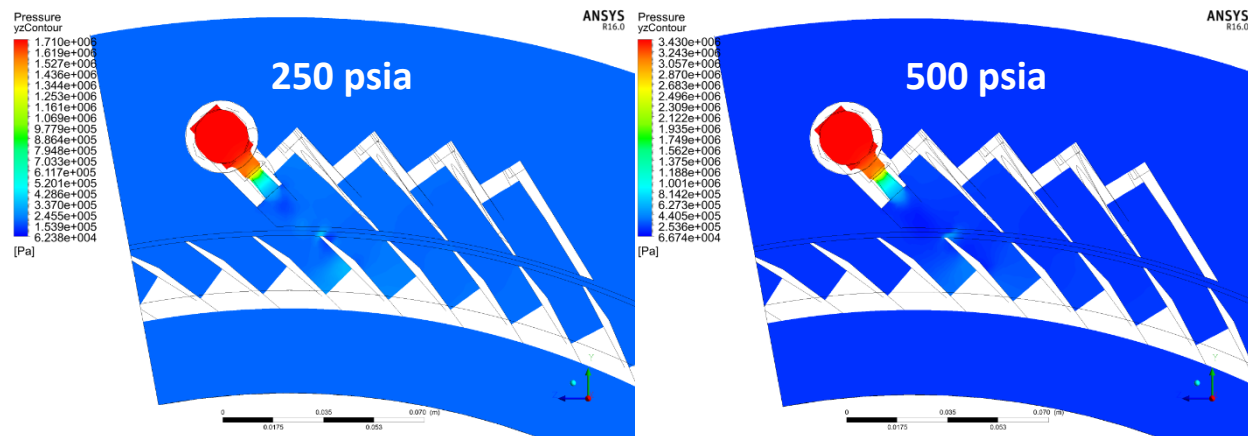 Pressure
yzContour
1.710e+006
1.619e+006
1.527e+006
1.436e+006
1.344e+006
1.253e+006
1.161e+006
1.069e+006
9.779e+005
8.864e+005
7.948e+005
7.033e+005
6.117e+005
5.201e+005
4.286e+005
3.370e+005
2.455e+005
1.539e+005
6.238e+004
[Pa]
ANSYS
R16.0
250 psia
Y
0 0.035 0.070 (m)
0.0175 0.053
Pressure
yzContour
3.430e+006
3.243e+006
3.057e+006
2.870e+006
2.683e+006
2.496e+006
2.309e+006
2.122e+006
1.935e+006
1.749e+006
1.562e+006
1.375e+006
1.188e+006
1.001e+006
8.142e+005
6.273e+005
4.405e+005
2.536e+005
6.674e+004
[Pa]
ANSYS
R16.0
500 psia
Y
0 0.035 0.070 (m)
0.0175 0.053